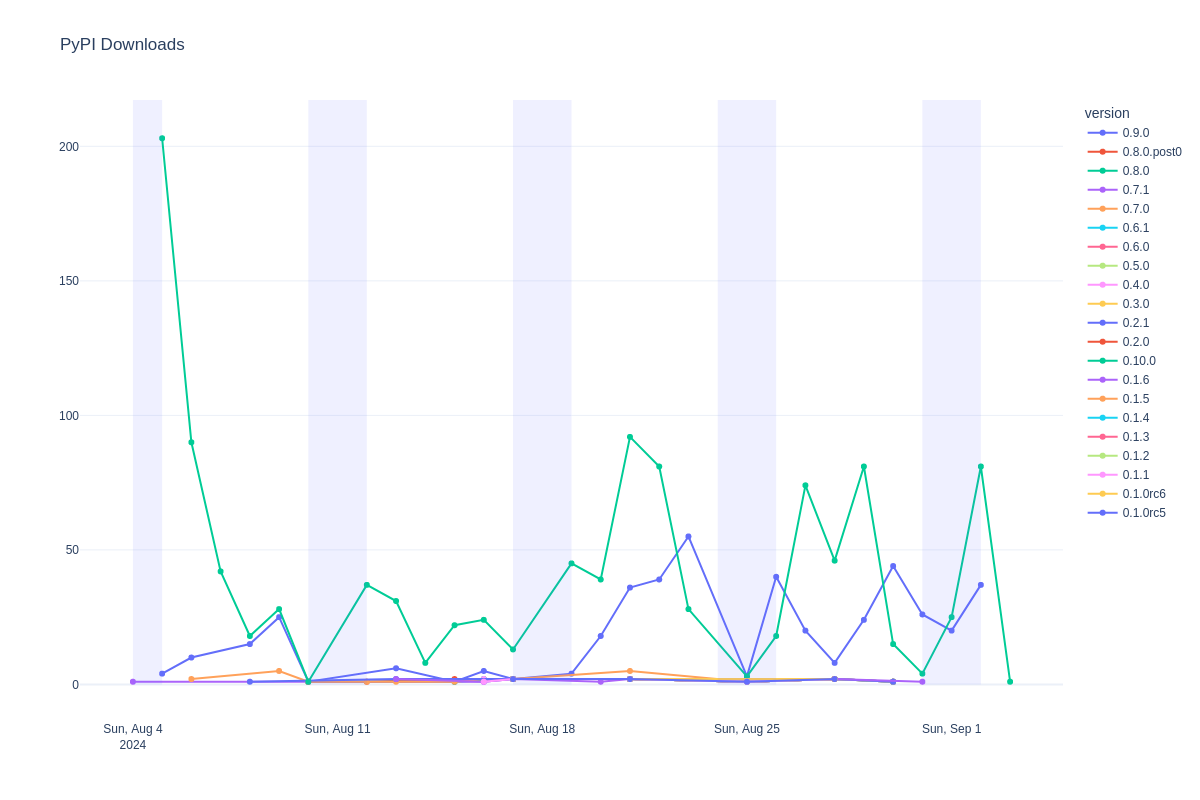 PyPI Downloads
200
150
100
50
0
Sun, Aug 4
2024
Sun, Aug 11
Sun, Aug 18
Sun, Aug 25
Sun, Sep 1
version
0.9.0
0.8.0.post0
0.8.0
0.7.1
0.7.0
0.6.1
0.6.0
0.5.0
0.4.0
0.3.0
0.2.1
0.2.0
0.10.0
0.1.6
0.1.5
0.1.4
0.1.3
0.1.2
0.1.1
0.1.0rc6
0.1.0rc5